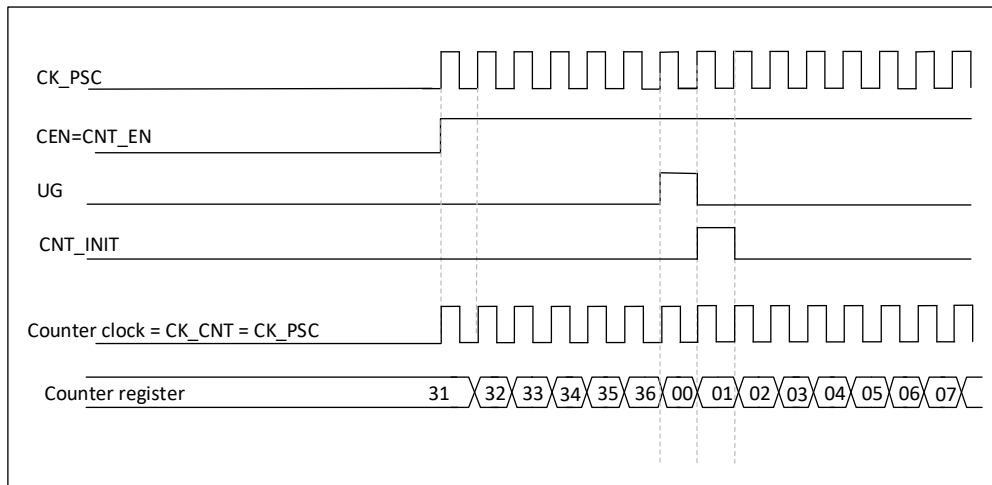 CK_PSC
CEN=CNT_EN
UG
CNT_INIT
Counter clock = CK_CNT = CK_PSC
Counter register 31 32 33 34 35 36 00 01 02 03 04 05 06 07